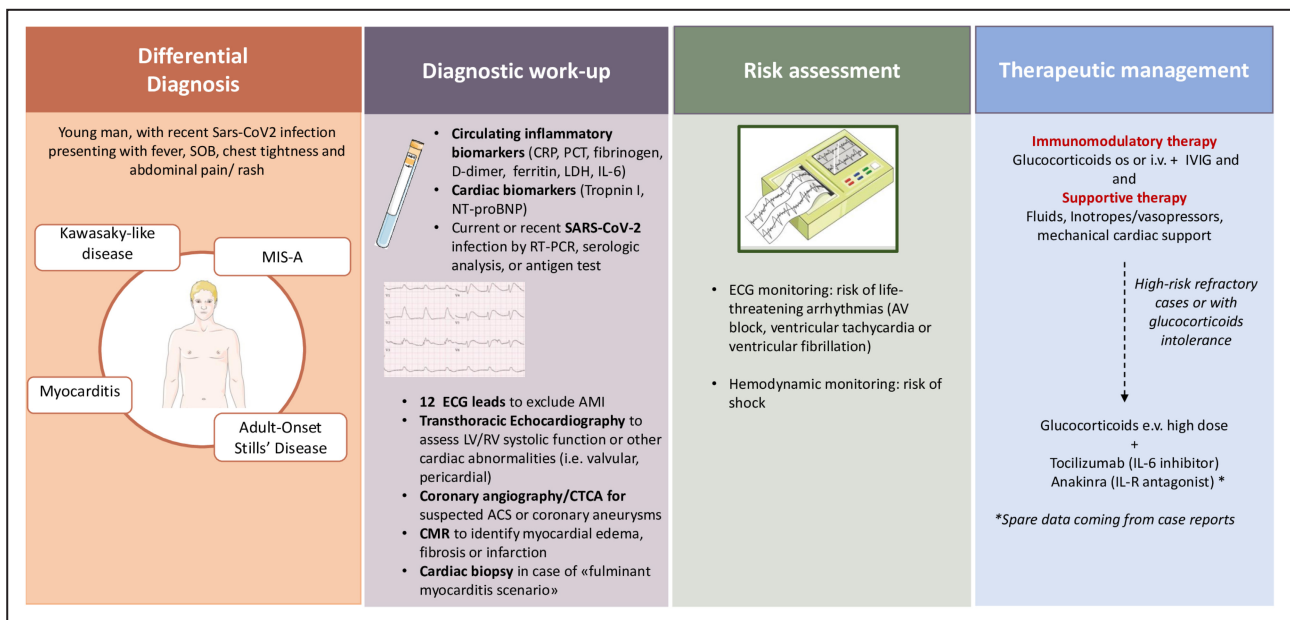 Differential
Diagnosis
Young man, with recent Sars-CoV2 infection
presenting with fever, SOB, chest tightness and
abdominal pain/ rash
Kawasaky-like
disease
MIS-A
Myocarditis
Adult-Onset
Stills’ Disease
Diagnostic work-up
• Circulating inflammatory
biomarkers (CRP, PCT, fibrinogen,
D-dimer, ferritin, LDH, IL-6)
• Cardiac biomarkers (Tropnin I,
NT-proBNP)
• Current or recent SARS-CoV-2
infection by RT-PCR, serologic
analysis, or antigen test
• 12 ECG leads to exclude AMI
• Transthoracic Echocardiography to
assess LV/RV systolic function or other
cardiac abnormalities (i.e. valvular,
pericardial)
• Coronary angiography/CTCA for
suspected ACS or coronary aneurysms
• CMR to identify myocardial edema,
fibrosis or infarction
• Cardiac biopsy in case of «fulminant
myocarditis scenario»
Risk assessment
• ECG monitoring: risk of life-
threatening arrhythmias (AV
block, ventricular tachycardia or
ventricular fibrillation)
• Hemodynamic monitoring: risk of
shock
Therapeutic management
Immunomodulatory therapy
Glucocorticoids os or i.v. + IVIG and
and
Supportive therapy
Fluids, Inotropes/vasopressors,
mechanical cardiac support
High-risk refractory
cases or with
glucocorticoids
intolerance
Glucocorticoids e.v. high dose
+
Tocilizumab (IL-6 inhibitor)
Anakinra (IL-R antagonist) *
*Spare data coming from case reports